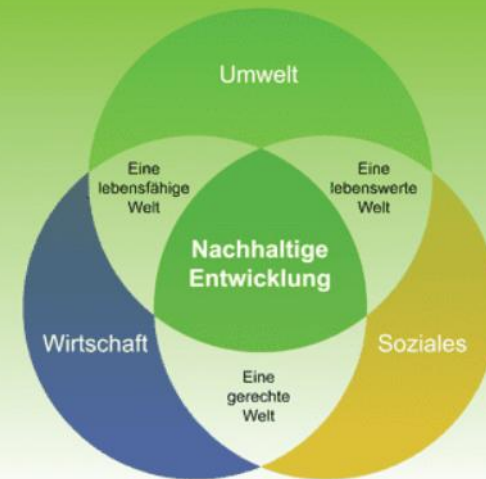 Umwelt
Eine
lebensfähige
Welt
Eine
lebenswerte
Welt
Nachhaltige
Entwicklung
Wirtschaft
Soziales
Eine
gerechte
Welt